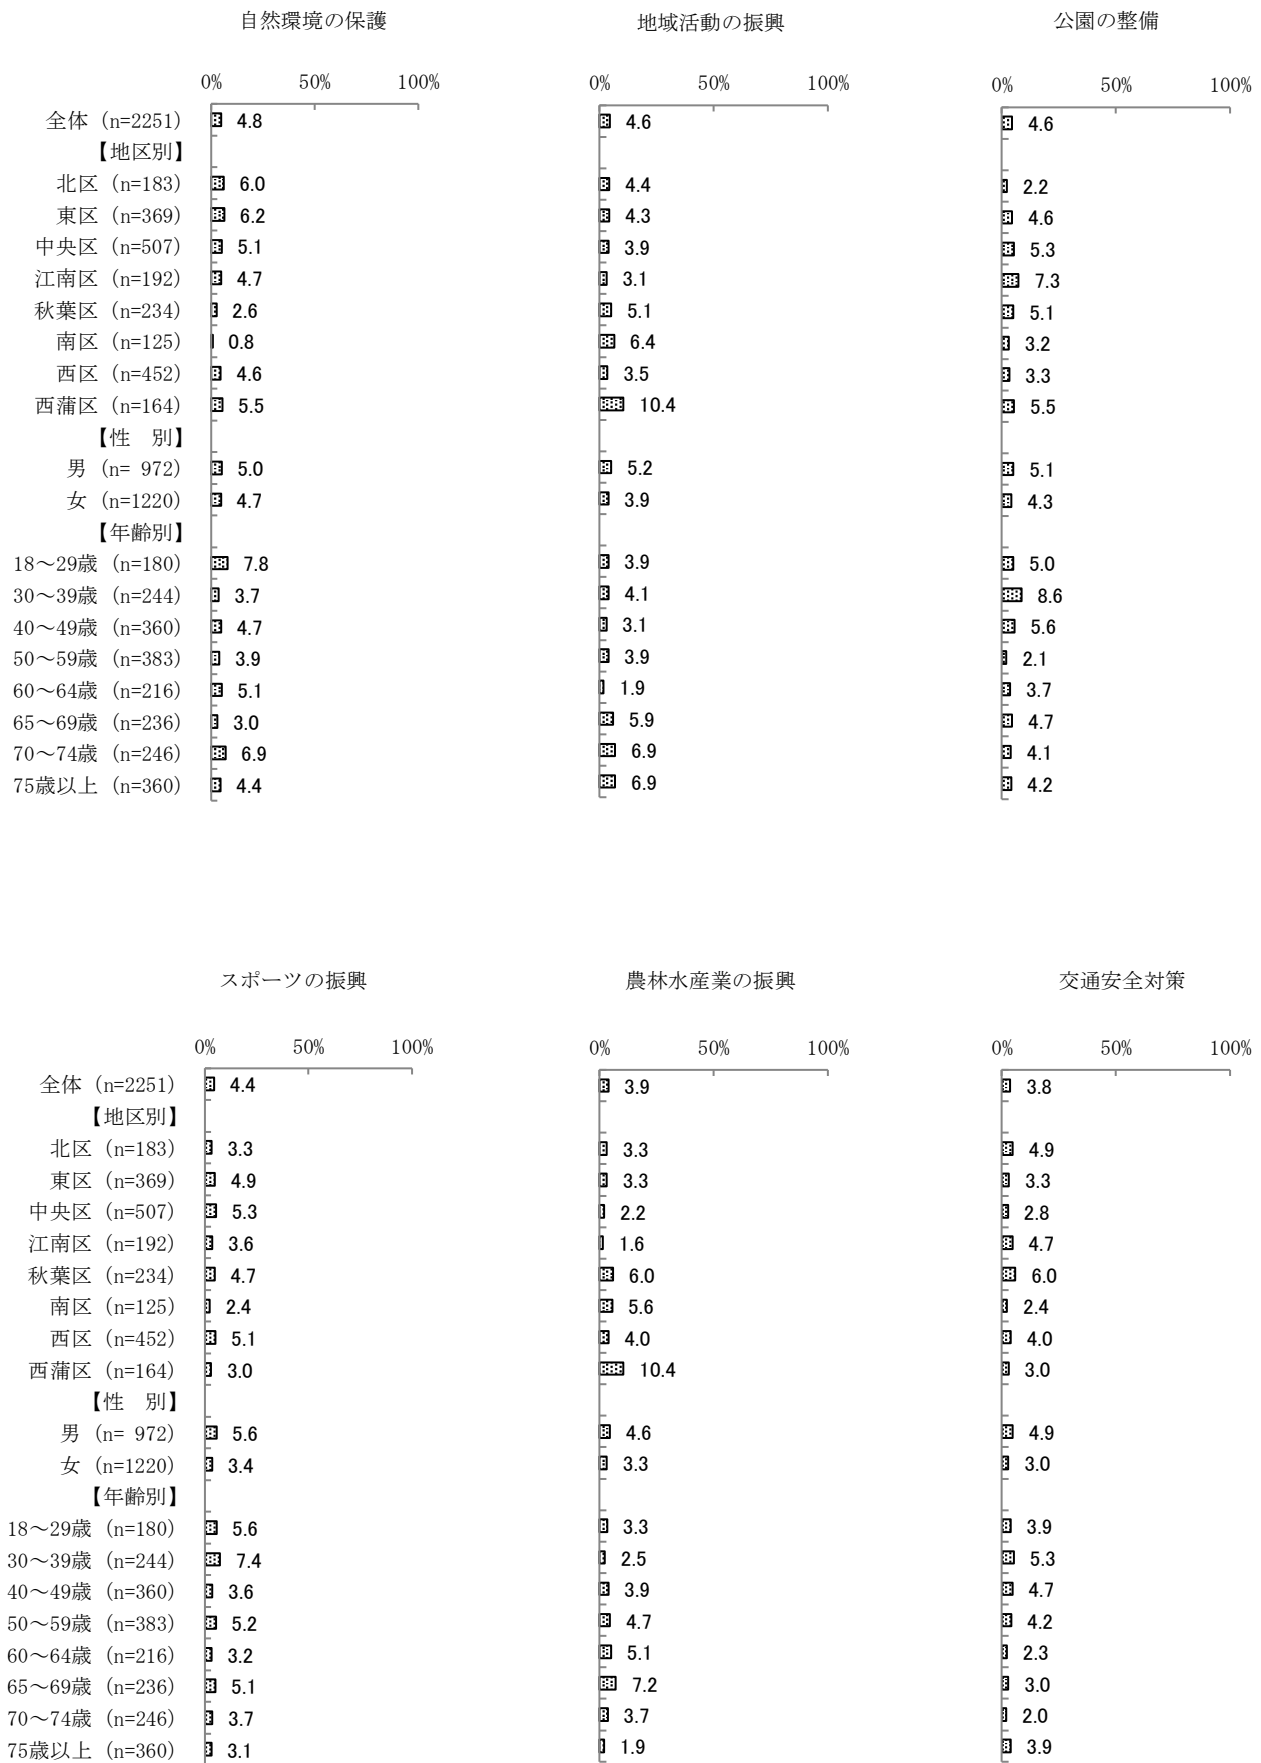 自然環境の保護 地域活動の振興 公園の整備
0% 50% 100% 0% 50% 100% 0% 50% 100%
全体 (n=2251) 4.8 4.6 4.6
【地区別】
北区 (n=183) 6.0 4.4 2.2
東区 (n=369) 6.2 4.3 4.6
中央区 (n=507) 5.1 3.9 5.3
江南区 (n=192) 4.7 3.1 7.3
秋葉区 (n=234) 2.6 5.1 5.1
南区 (n=125) 0.8 6.4 3.2
西区 (n=452) 4.6 3.5 3.3
西蒲区 (n=164) 5.5 10.4 5.5
【性　別】
男 (n= 972) 5.0 5.2 5.1
女 (n=1220) 4.7 3.9 4.3
【年齢別】
18～29歳 (n=180) 7.8 3.9 5.0
30～39歳 (n=244) 3.7 4.1 8.6
40～49歳 (n=360) 4.7 3.1 5.6
50～59歳 (n=383) 3.9 3.9 2.1
60～64歳 (n=216) 5.1 1.9 3.7
65～69歳 (n=236) 3.0 5.9 4.7
70～74歳 (n=246) 6.9 6.9 4.1
75歳以上 (n=360) 4.4 6.9 4.2
スポーツの振興 農林水産業の振興 交通安全対策
0% 50% 100% 0% 50% 100% 0% 50% 100%
全体 (n=2251) 4.4 3.9 3.8
【地区別】
北区 (n=183) 3.3 3.3 4.9
東区 (n=369) 4.9 3.3 3.3
中央区 (n=507) 5.3 2.2 2.8
江南区 (n=192) 3.6 1.6 4.7
秋葉区 (n=234) 4.7 6.0 6.0
南区 (n=125) 2.4 5.6 2.4
西区 (n=452) 5.1 4.0 4.0
西蒲区 (n=164) 3.0 10.4 3.0
【性　別】
男 (n= 972) 5.6 4.6 4.9
女 (n=1220) 3.4 3.3 3.0
【年齢別】
18～29歳 (n=180) 5.6 3.3 3.9
30～39歳 (n=244) 7.4 2.5 5.3
40～49歳 (n=360) 3.6 3.9 4.7
50～59歳 (n=383) 5.2 4.7 4.2
60～64歳 (n=216) 3.2 5.1 2.3
65～69歳 (n=236) 5.1 7.2 3.0
70～74歳 (n=246) 3.7 3.7 2.0
75歳以上 (n=360) 3.1 1.9 3.9